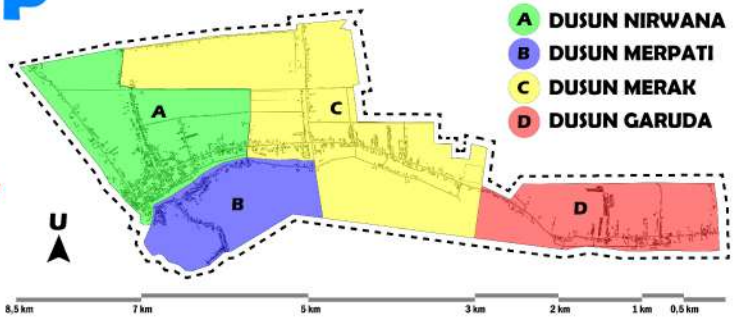 A DUSUN NIRWANA
B DUSUN MERPATI
C DUSUN MERAK
D DUSUN GARUDA
A
C
B
D
U
8,5 km 7 km 5 km 3 km 2 km 1 km 0,5 km